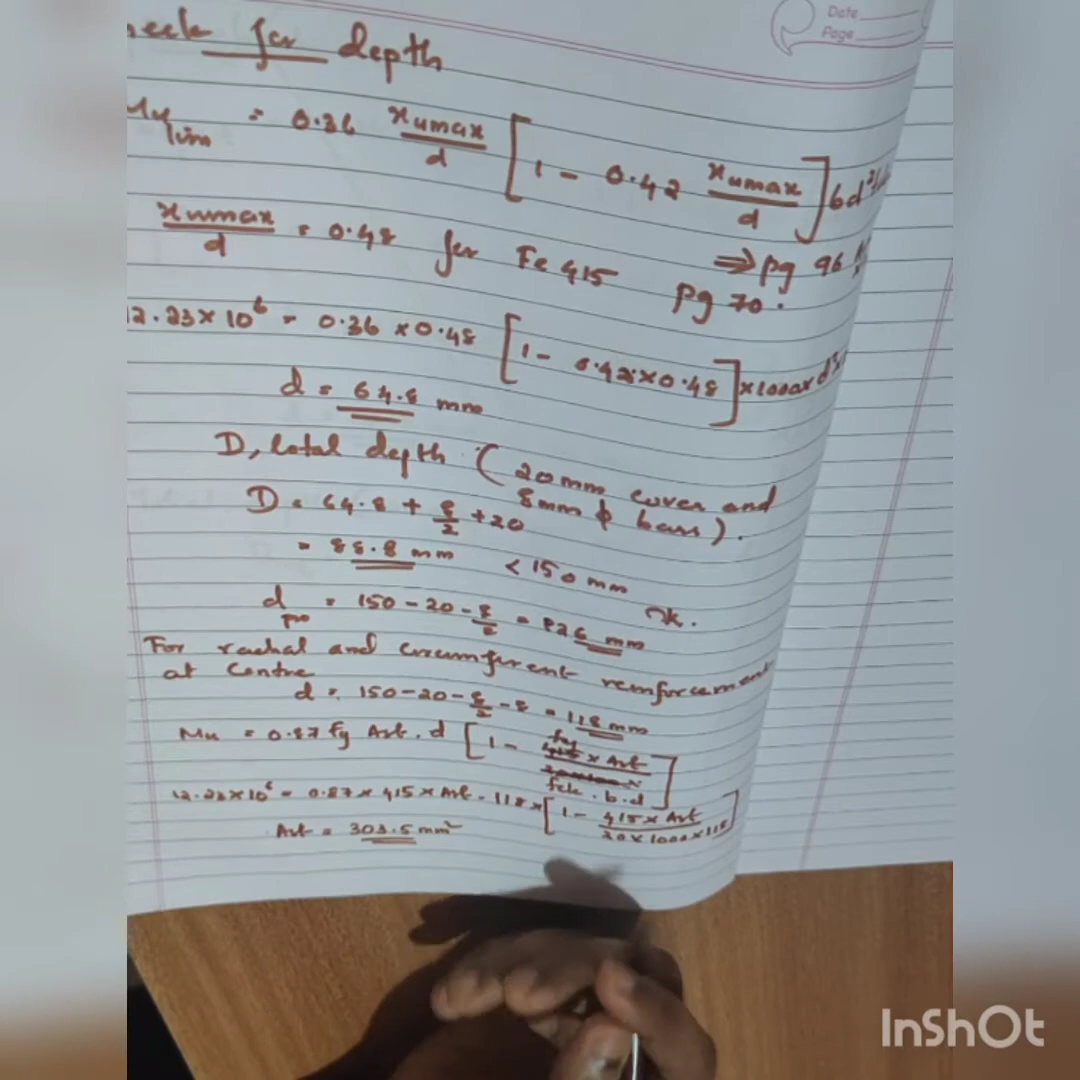 Date
Page
for depth
Mu lim = 0.36 xumax/d [1 - 0.42 xumax/d] bd²
⇒ pg 96
xumax/d = 0.48 for Fe 415 pg 70.
12.23 x 10⁶ = 0.36 x 0.48 [1 - 0.42 x 0.48] x 1000 x d²
d = 64.8 mm
D, total depth (20mm cover and
8mm ϕ bars).
D = 64.8 + 8/2 + 20
= 88.8 mm < 150 mm
ok.
d pro = 150 - 20 - 8/2 = 126 mm
For radial and circumferent reinforcement
at centre
d = 150 - 20 - 8/2 - 8 = 118 mm
Mu = 0.87 fy Ast . d [1 - fy x Ast / fck . b . d]
12.23 x 10⁶ = 0.87 x 415 x Ast . 118 x [1 - 415 x Ast / 20 x 1000 x 118]
Ast = 303.5 mm²
InShOt